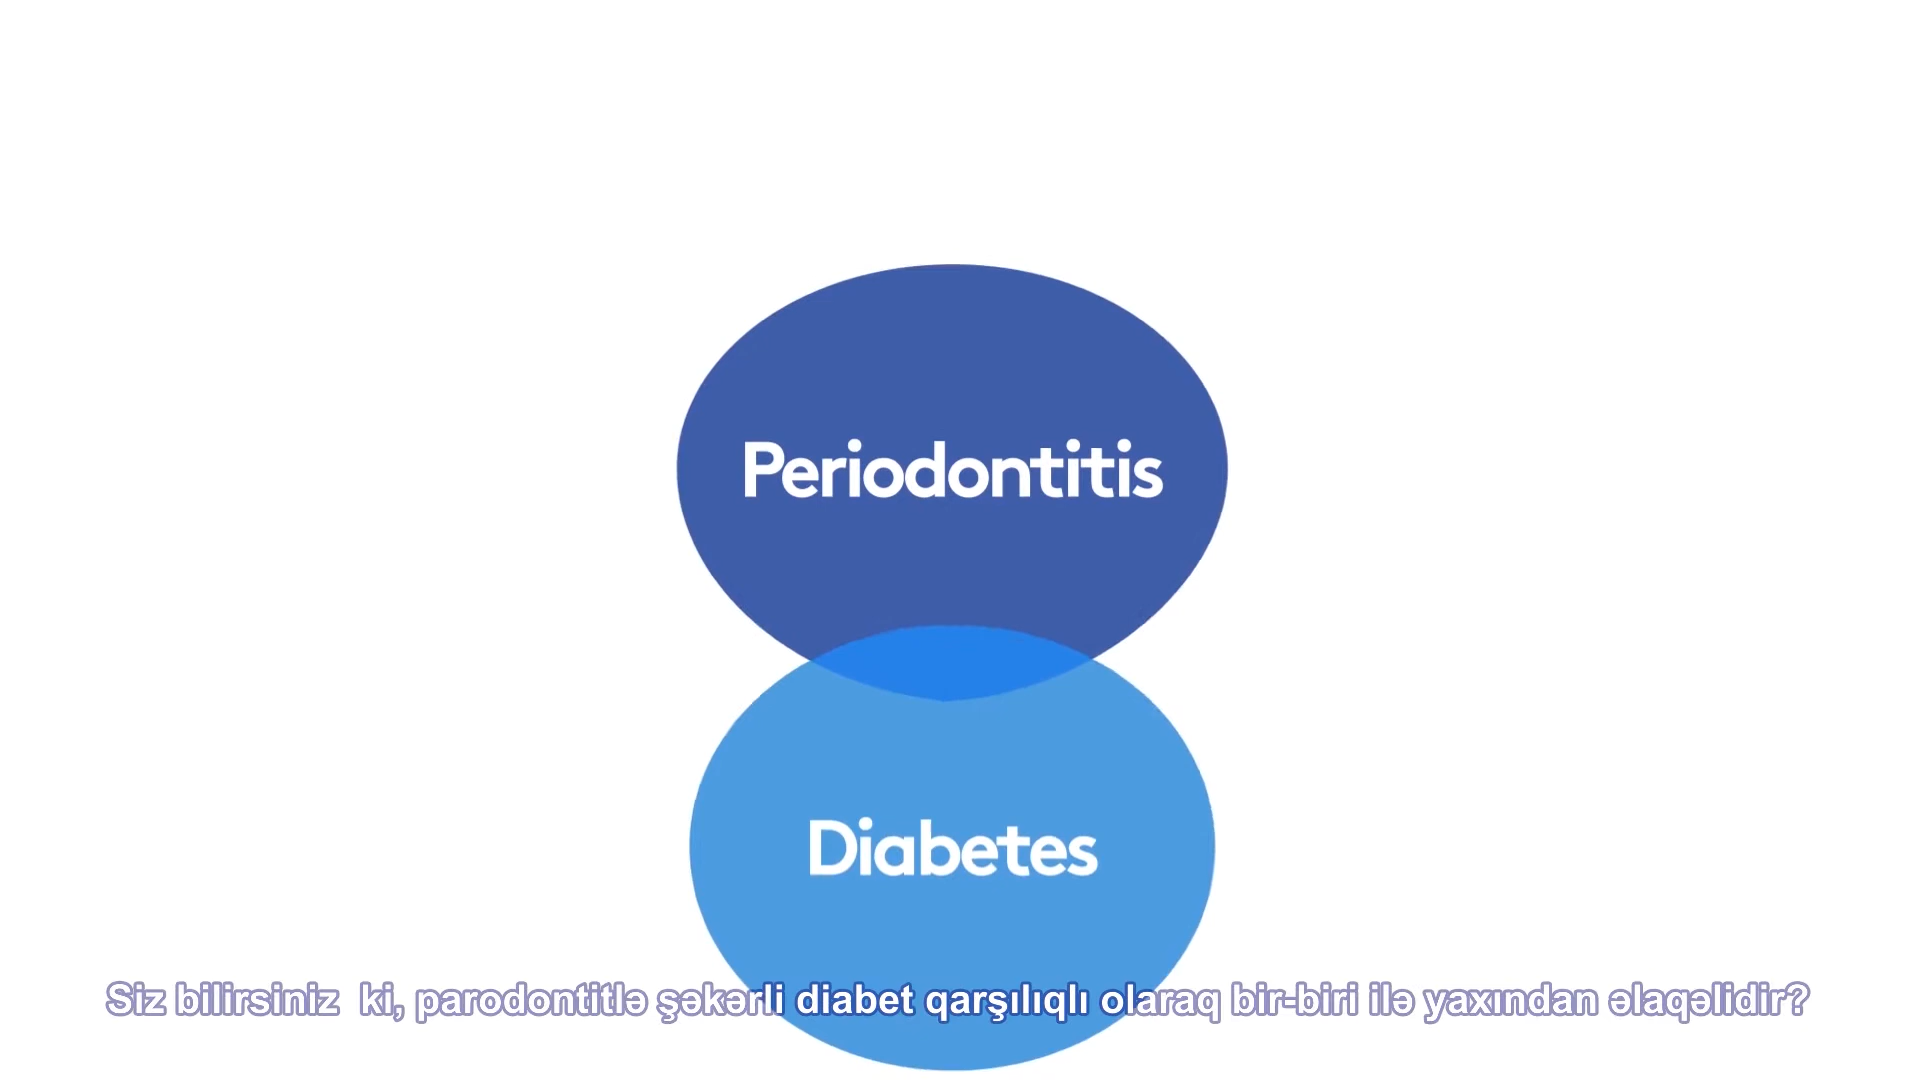 Periodontitis
Diabetes
Siz bilirsiniz  ki, parodontitlə şəkərli diabet qarşılıqlı olaraq bir-biri ilə yaxından əlaqəlidir?